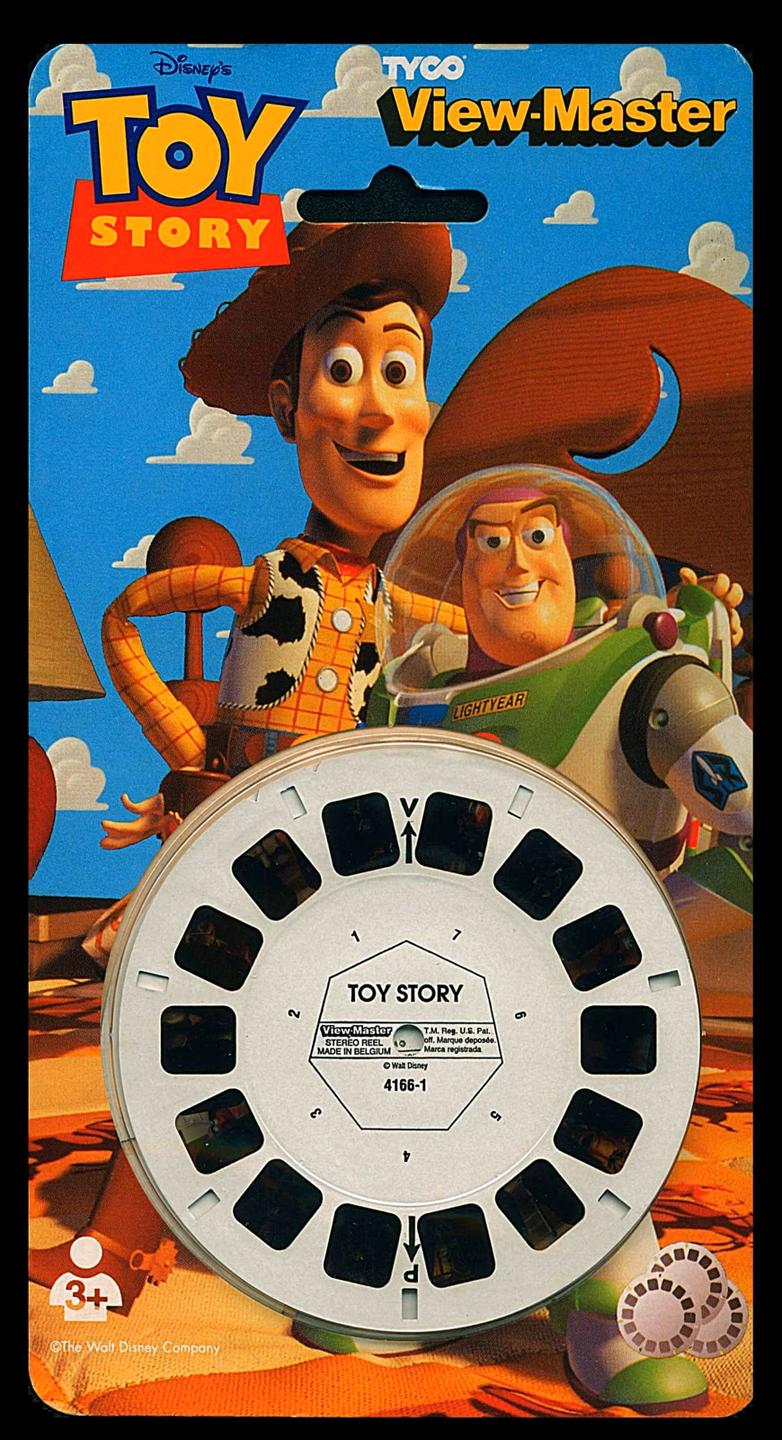 Disney's
TOY
STORY
TYCO
View-Master
LIGHTYEAR
V
1
7
TOY STORY
2
6
View-Master
STEREO REEL
MADE IN BELGIUM
T.M. Reg. U.S. Pat.
off. Marque deposée.
Marca registrada
© Walt Disney
4166-1
3
5
4
P
3+
©The Walt Disney Company